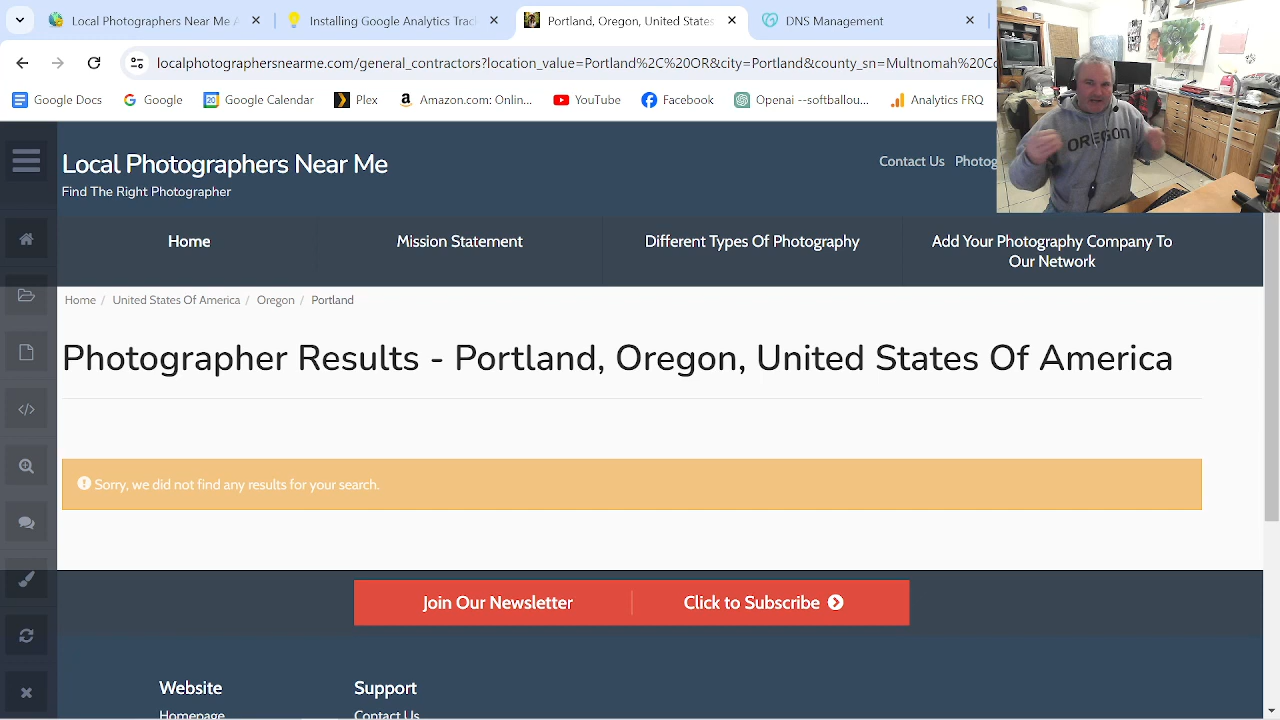 Local Photographers Near Me A
Installing Google Analytics Trac
Portland, Oregon, United States
DNS Management
localphotographersnearme.com/general_contractors?location_value=Portland%2C%20OR&city=Portland&county_sn=Multnomah%20Co
Google Docs
Google
Google Calendar
Plex
Amazon.com: Onlin...
YouTube
Facebook
Openai --softballou...
Analytics FRQ
OREGON
Local Photographers Near Me
Find The Right Photographer
Contact Us
Photog
Home
Mission Statement
Different Types Of Photography
Add Your Photography Company To
Our Network
Home / United States Of America / Oregon / Portland
Photographer Results - Portland, Oregon, United States Of America
Sorry, we did not find any results for your search.
Join Our Newsletter
Click to Subscribe
Website
Support
Homepage
Contact Us